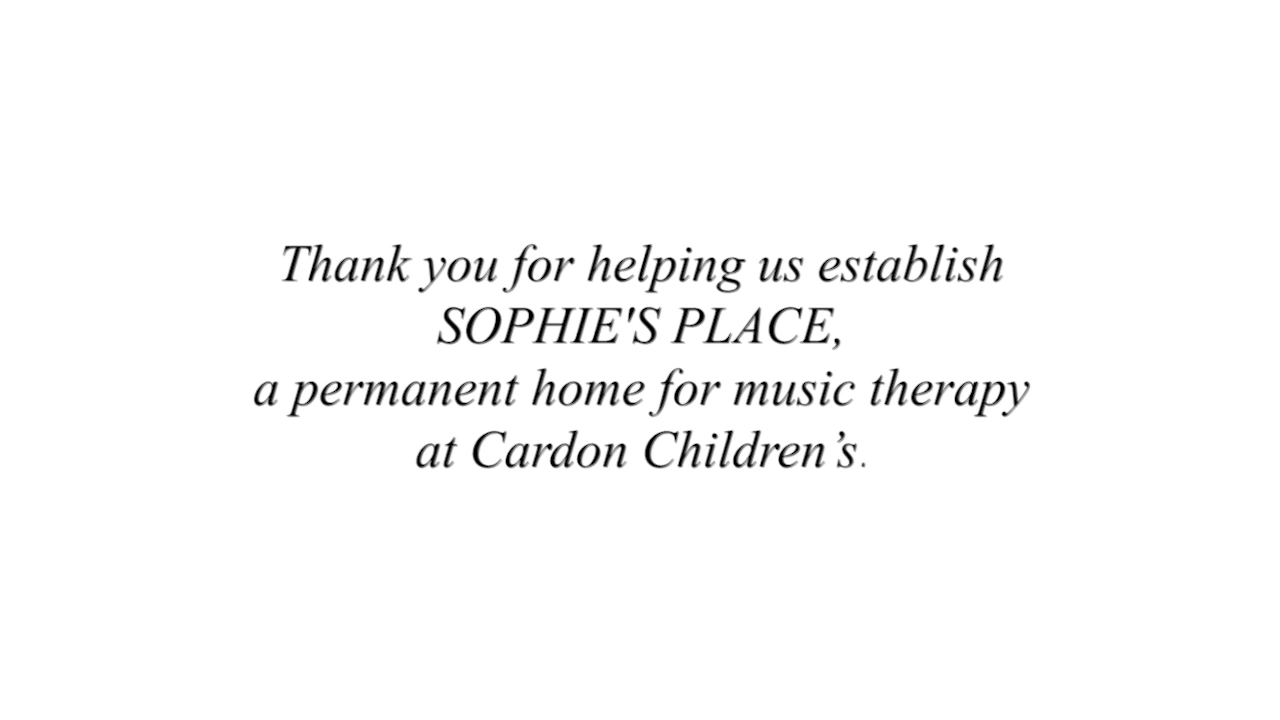 Thank you for helping us establish
SOPHIE'S PLACE,
a permanent home for music therapy
at Cardon Children’s.